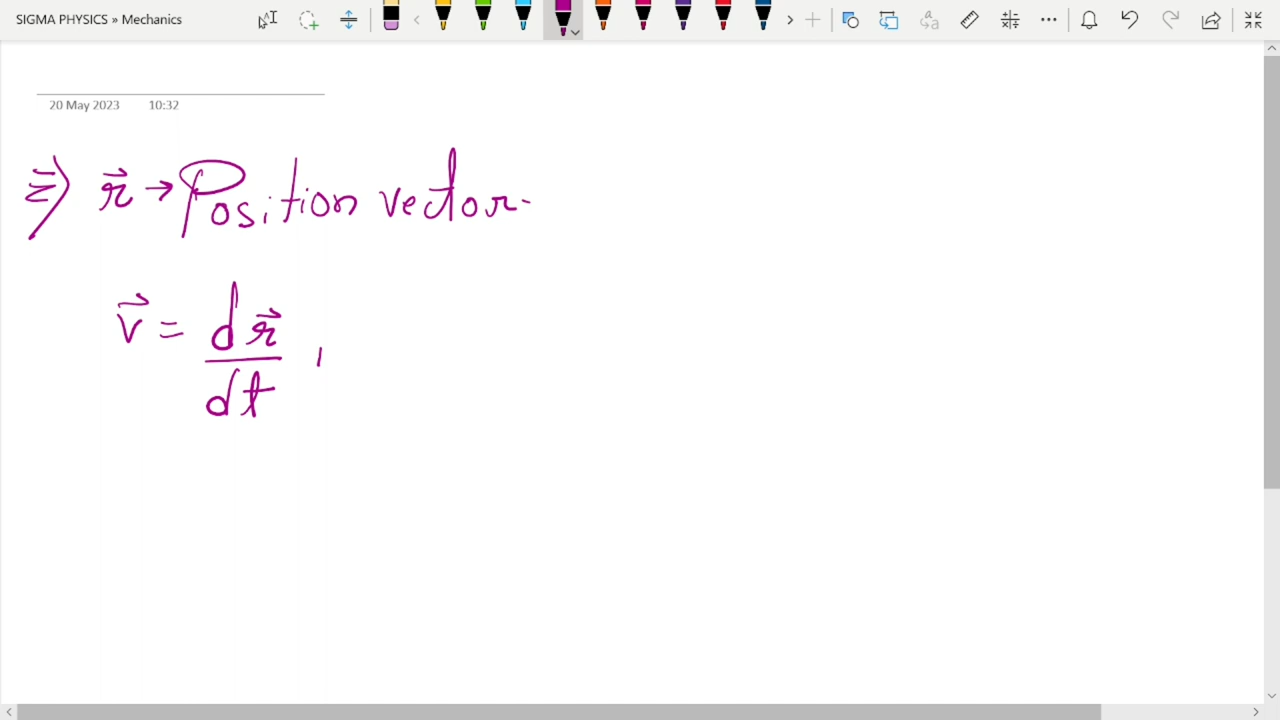 SIGMA PHYSICS » Mechanics
20 May 2023 10:32
⇒) r⃗ → Position vector.
v⃗ = dr⃗/dt ,